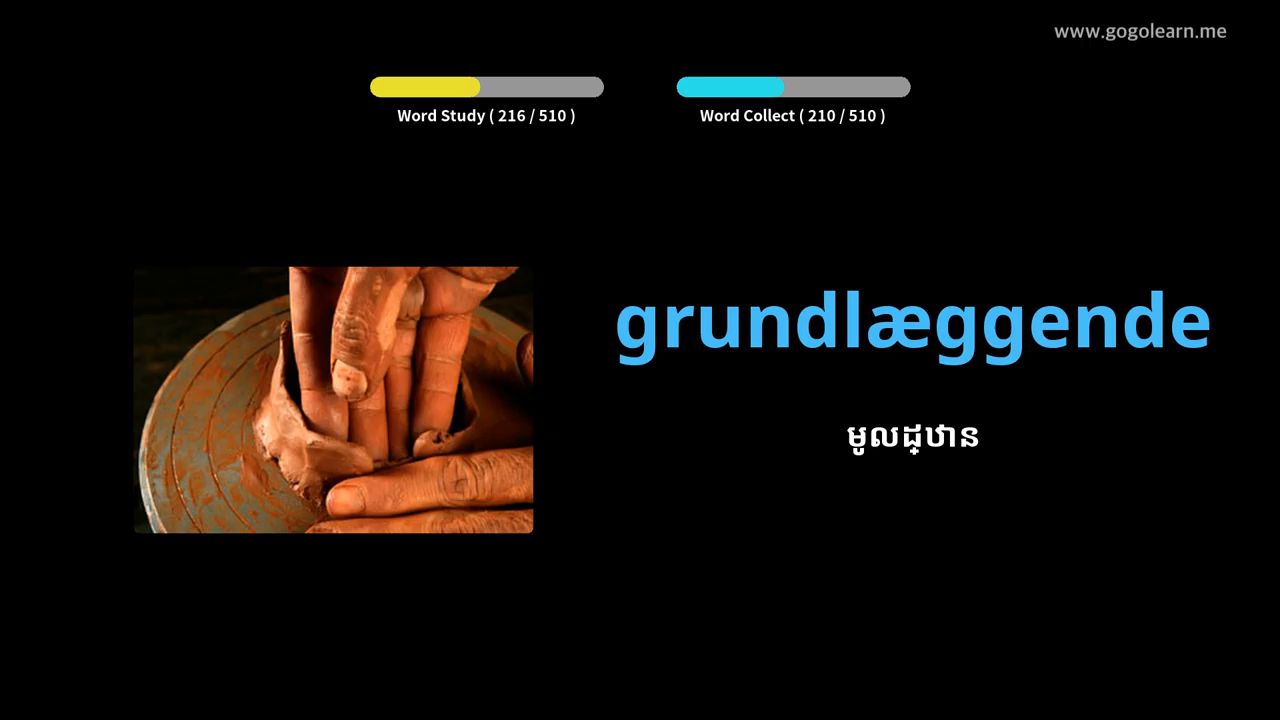 www.gogolearn.me
Word Study ( 216 / 510 )
Word Collect ( 210 / 510 )
grundlæggende
មូលដ្ឋាន